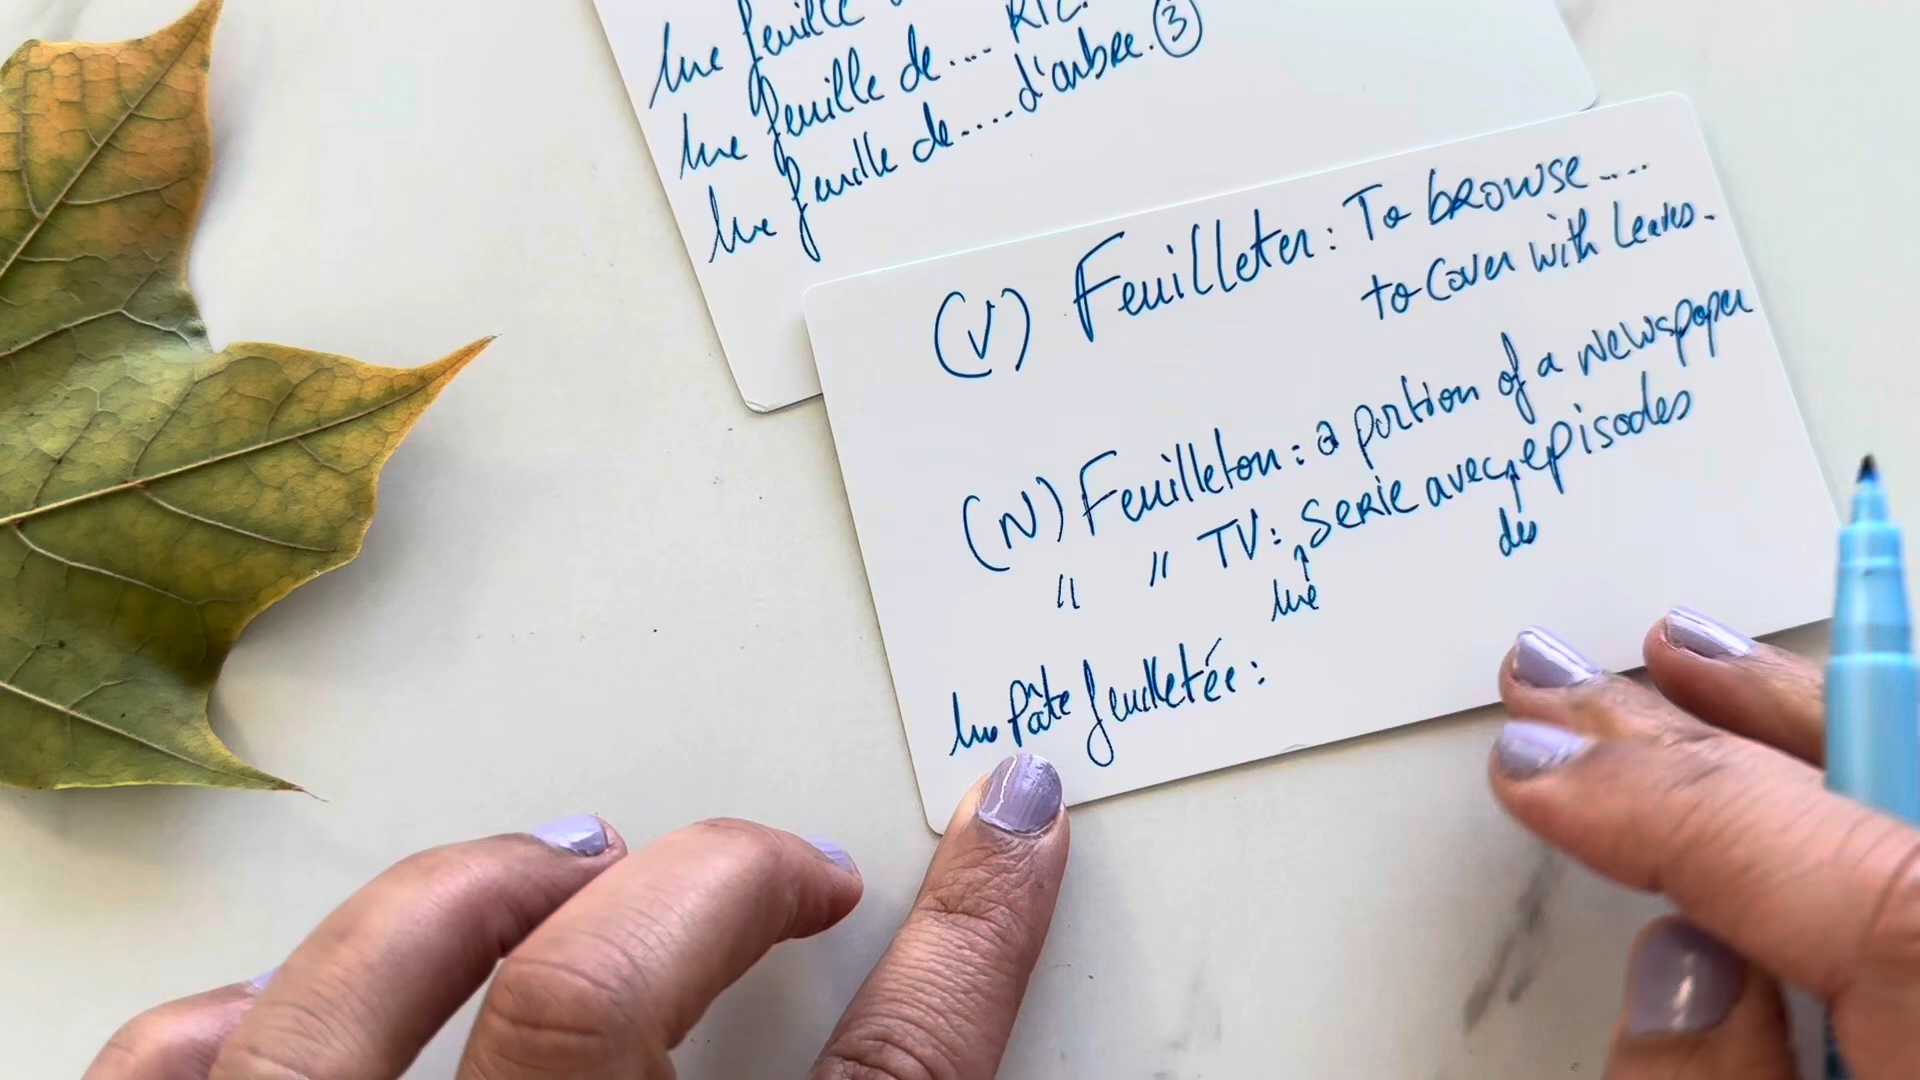 Une feuille
Une feuille de .... Riz.
Une feuille de .... d'arbre. ③
(V) Feuilleter : To browse ....
to cover with leaves.
(N) Feuilleton : a portion of a newspaper
" " TV : serie avec episodes
une des
Une Pâte feuilletée :